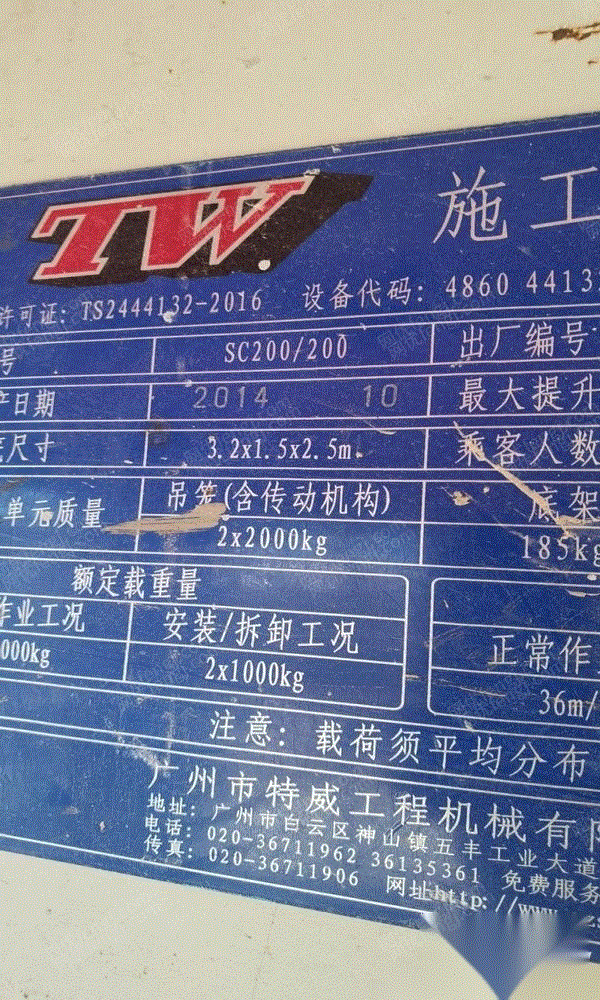 TW 施工
许可证: TS2444132-2016 设备代码: 4860 4413
号 SC200/200 出厂编号
产日期 2014 10 最大提升
尺寸 3.2x1.5x2.5m 乘客人数
单元质量 吊笼(含传动机构) 底架
2x2000kg 185kg
额定载重量
作业工况 安装/拆卸工况 正常作
000kg 2x1000kg 36m/
注意: 载荷须平均分布
广州市特威工程机械有限
地址: 广州市白云区神山镇五丰工业大道
电话: 020-36711962 36135361 免费服务
传真: 020-36711906 网址http://www.